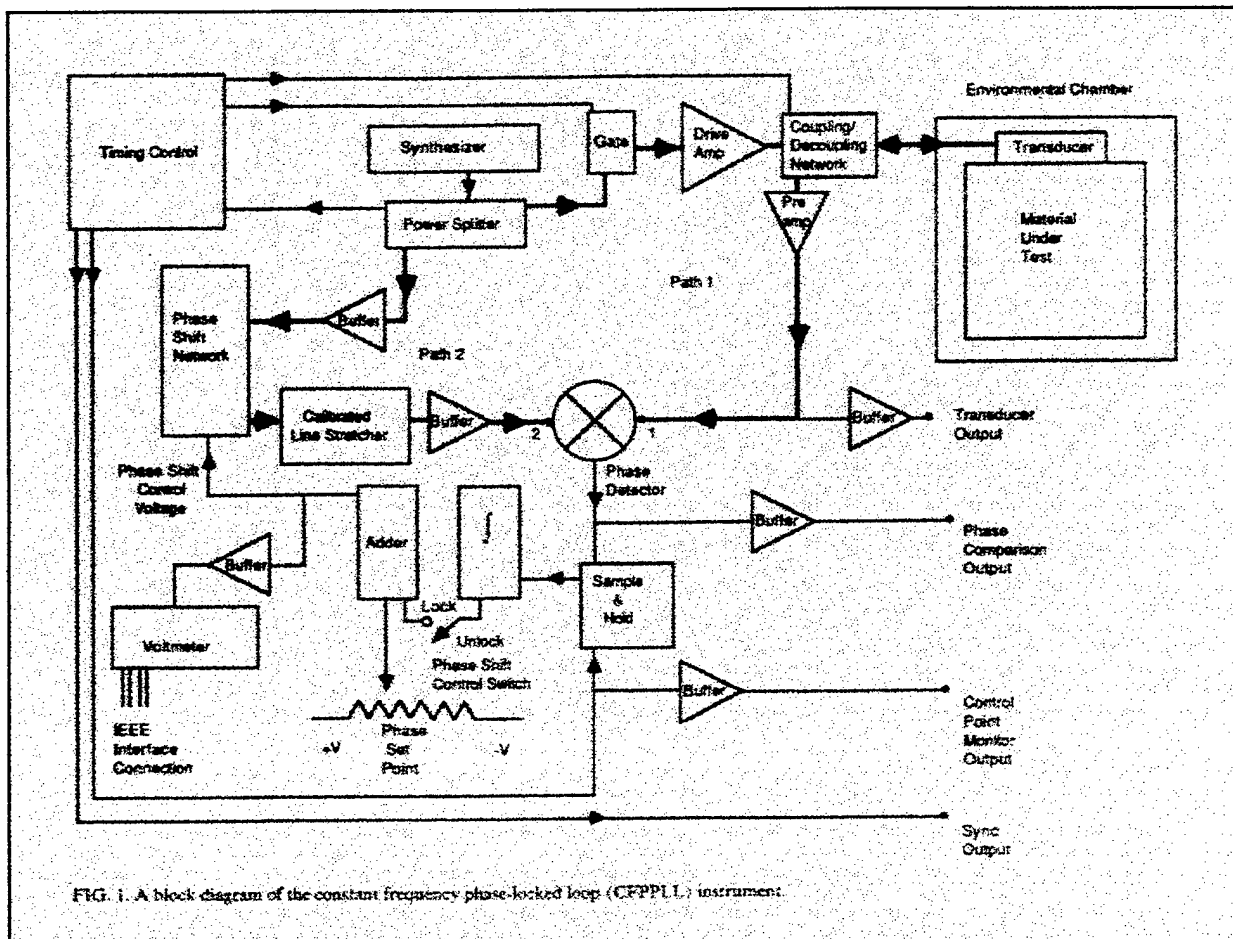 Environmental Chamber
Timing Control
Synthesizer
Gate
Drive
Amp
Coupling/
Decoupling
Network
Transducer
Power Splitter
Pre
amp
Material
Under
Test
Path 1
Phase
Shift
Network
Buffer
Path 2
Calibrated
Line Stretcher
Buffer
2
1
Buffer
Transducer
Output
Phase Shift
Control
Voltage
Phase
Detector
Adder
∫
Buffer
Phase
Comparison
Output
Buffer
Sample
&
Hold
Lock
Unlock
Voltmeter
Phase Shift
Control Switch
Buffer
Control
Point
Monitor
Output
IEEE
Interface
Connection
+V
Phase
Set
Point
-V
Sync
Output
FIG. 1. A block diagram of the constant frequency phase-locked loop (CFPPLL) instrument.